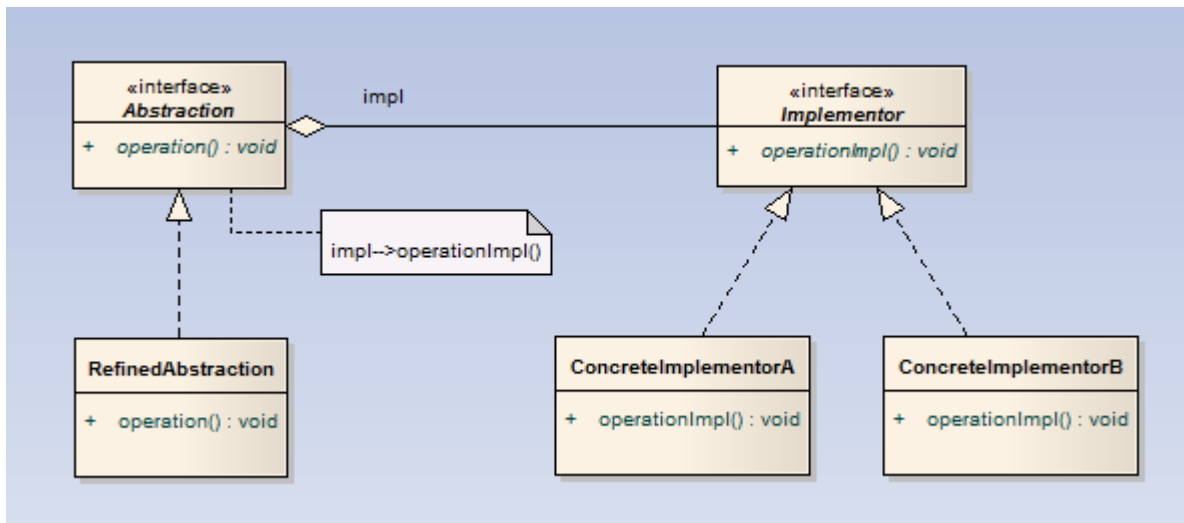 «interface»
Abstraction
+ operation() : void
impl
«interface»
Implementor
+ operationImpl() : void
impl-->operationImpl()
RefinedAbstraction
+ operation() : void
ConcreteImplementorA
+ operationImpl() : void
ConcreteImplementorB
+ operationImpl() : void